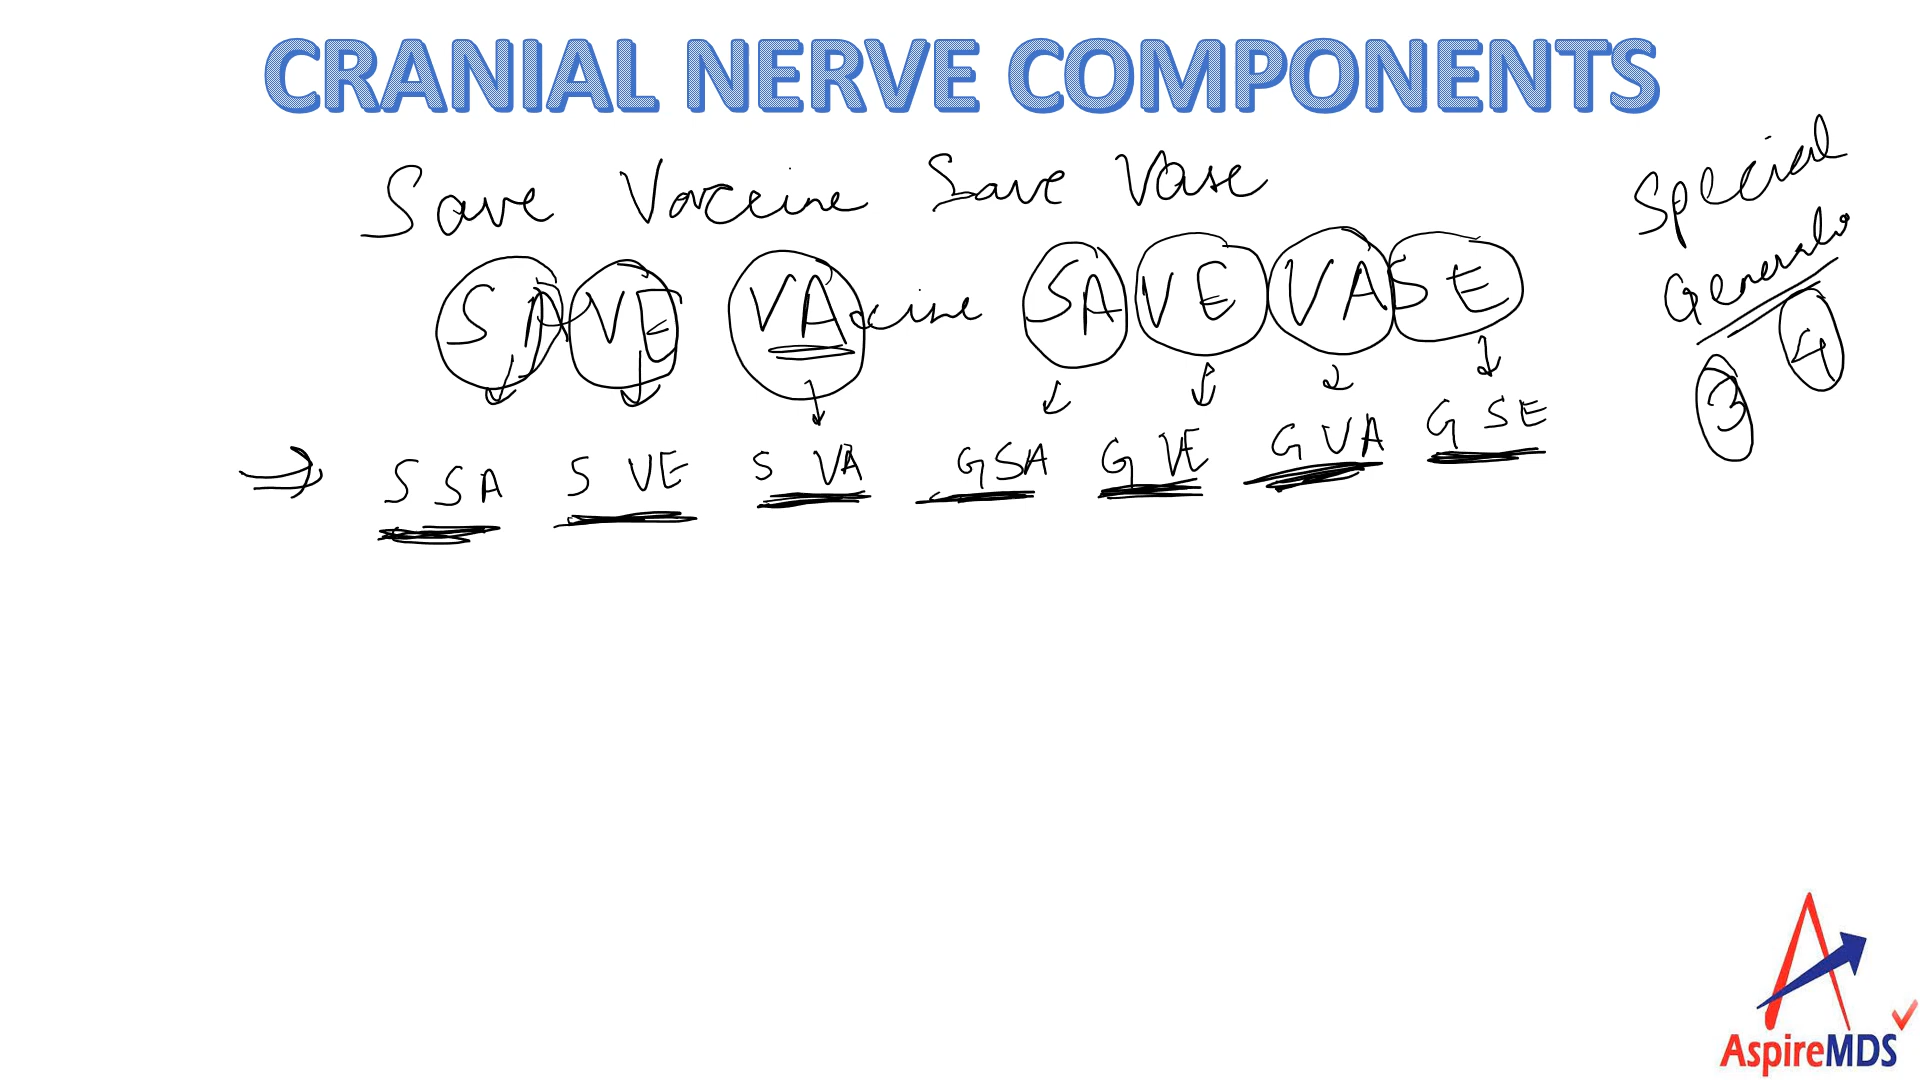 CRANIAL NERVE COMPONENTS
Save Vaccine Save Vase
SAVE VAccine SAVE VASE
SSA SVE SVA GSA GVE GVA GSE
Special
General
3 4
AspireMDS